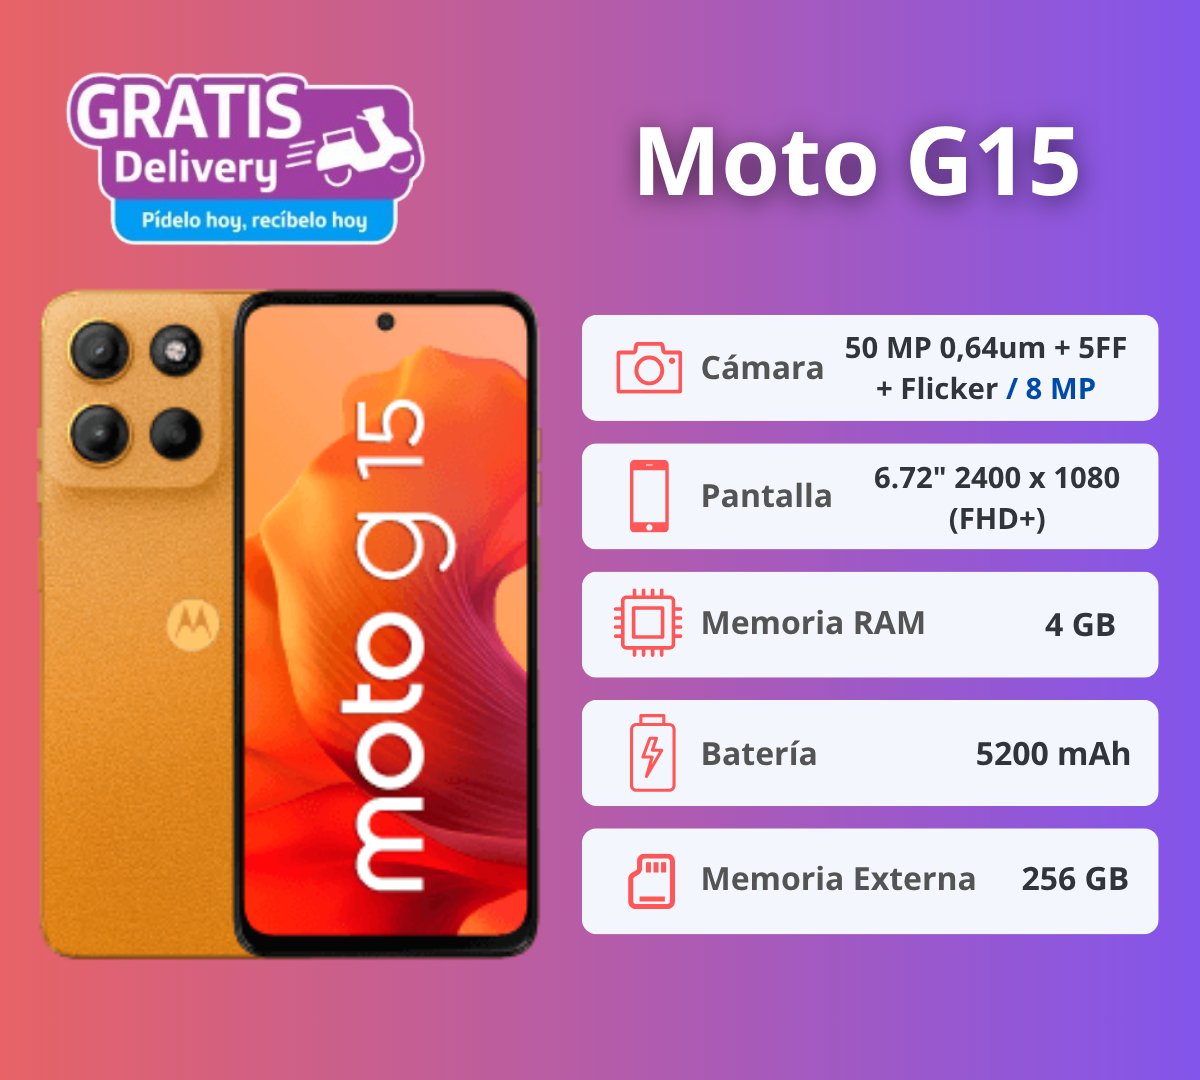 GRATIS
Delivery
Pídelo hoy, recíbelo hoy
Moto G15
moto g 15
Cámara
50 MP 0,64um + 5FF
+ Flicker / 8 MP
Pantalla
6.72" 2400 x 1080
(FHD+)
Memoria RAM
4 GB
Batería
5200 mAh
Memoria Externa
256 GB